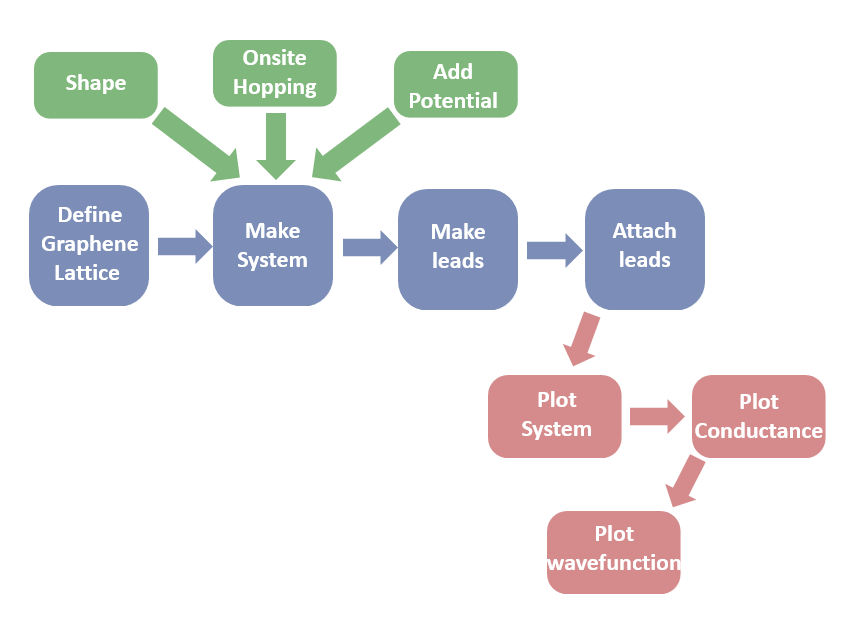 Shape
Onsite
Hopping
Add
Potential
Define
Graphene
Lattice
Make
System
Make
leads
Attach
leads
Plot
System
Plot
Conductance
Plot
wavefunction